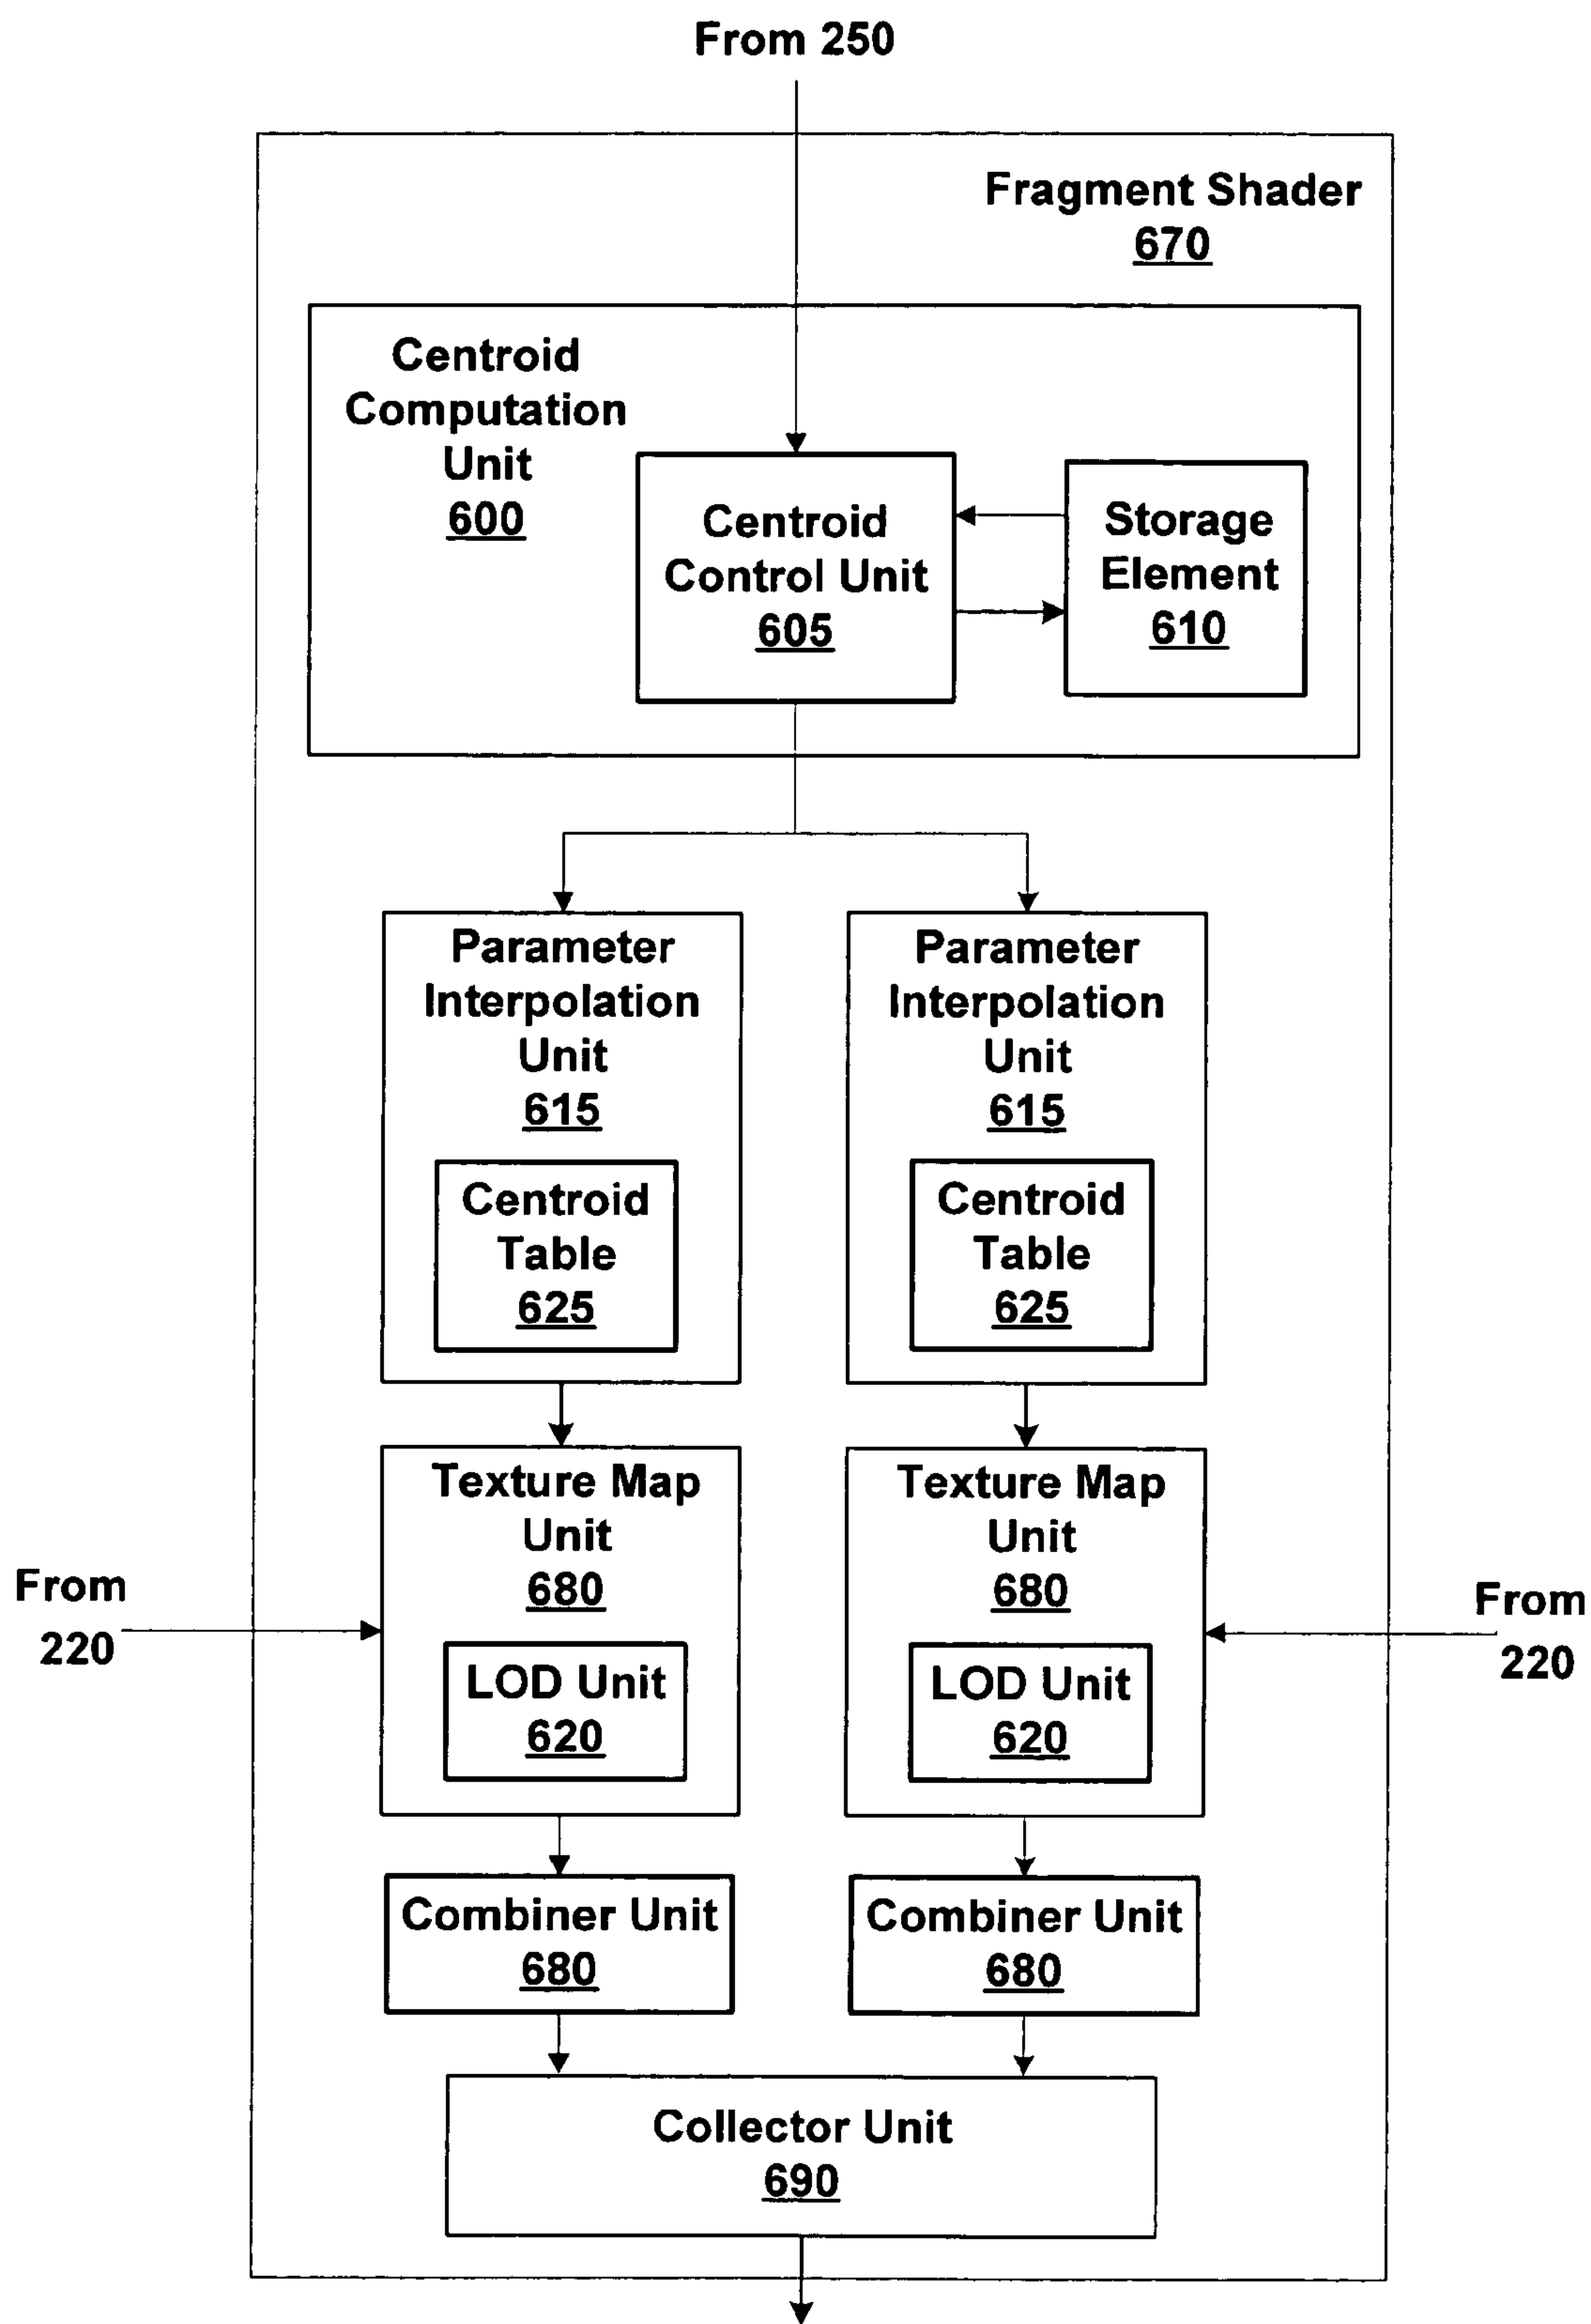 From 250
Fragment Shader
670
Centroid
Computation
Unit
600
Centroid
Control Unit
605
Storage
Element
610
Parameter
Interpolation
Unit
615
Centroid
Table
625
Parameter
Interpolation
Unit
615
Centroid
Table
625
From
220
Texture Map
Unit
680
LOD Unit
620
Texture Map
Unit
680
LOD Unit
620
From
220
Combiner Unit
680
Combiner Unit
680
Collector Unit
690